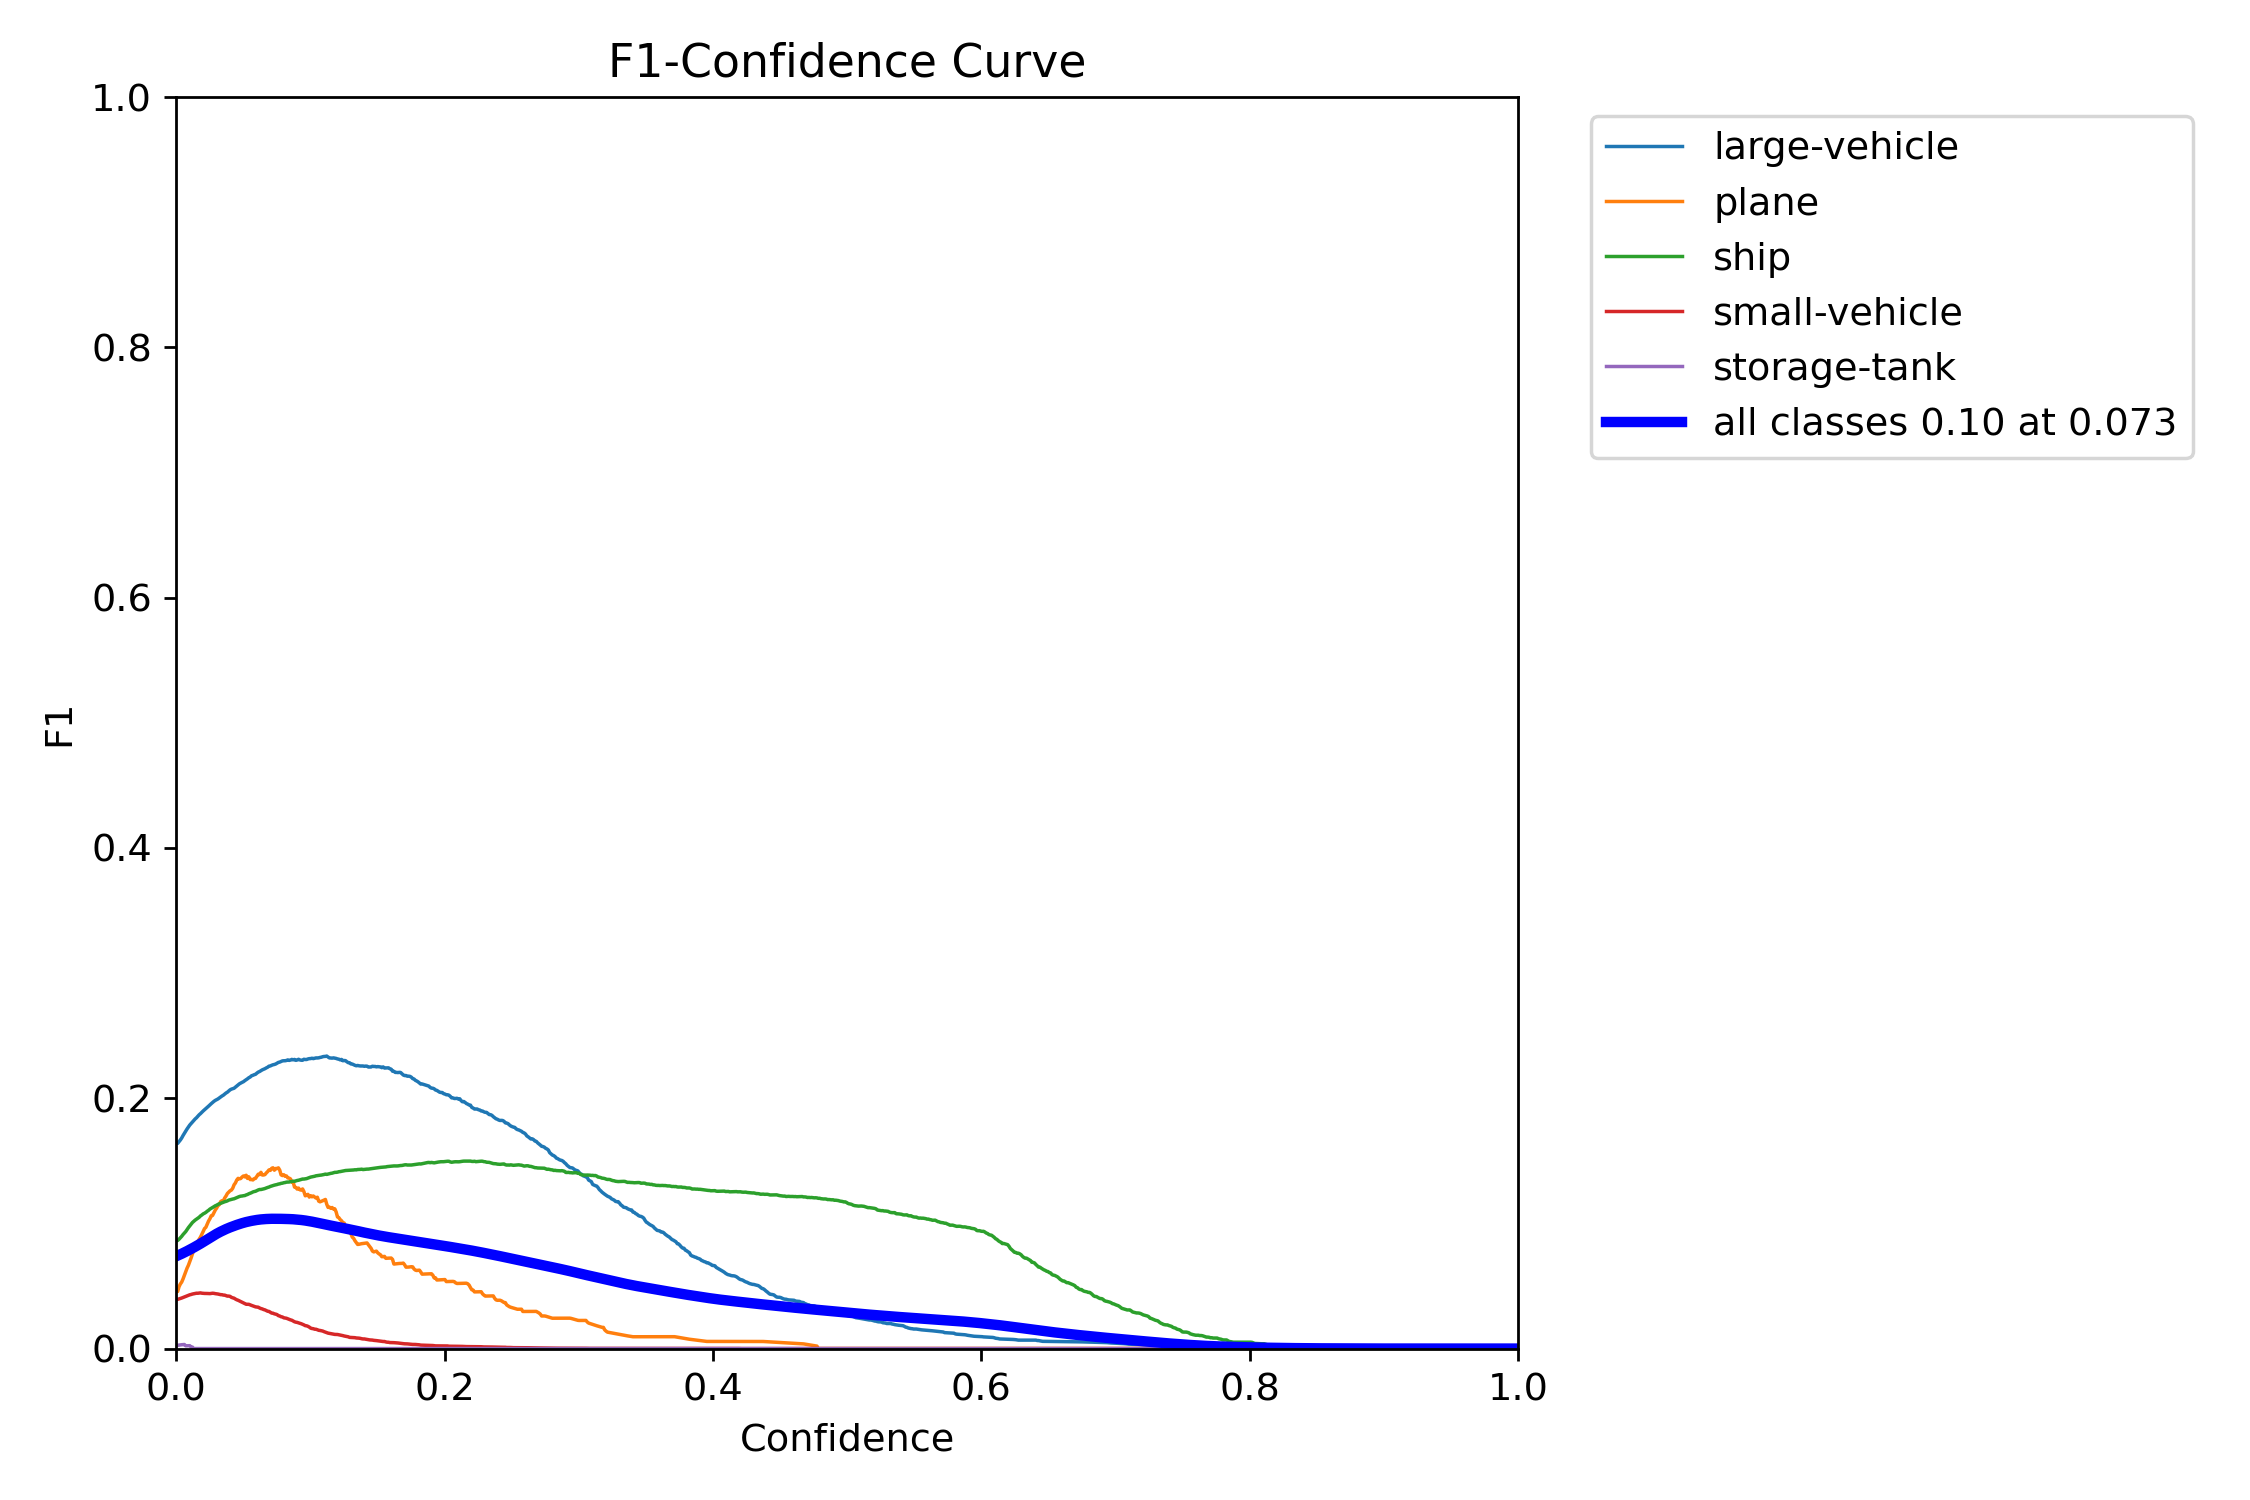 F1-Confidence Curve
1.0
0.8
0.6
0.4
0.2
0.0
F1
0.0 0.2 0.4 0.6 0.8 1.0
Confidence
large-vehicle
plane
ship
small-vehicle
storage-tank
all classes 0.10 at 0.073